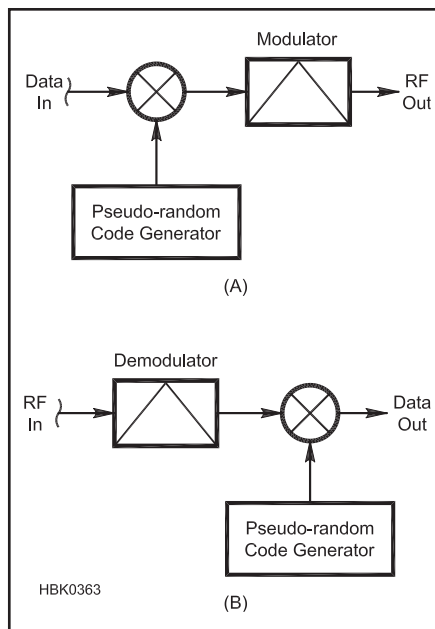 Modulator
Data
In
RF
Out
Pseudo-random
Code Generator
(A)
Demodulator
RF
In
Data
Out
Pseudo-random
Code Generator
HBK0363
(B)